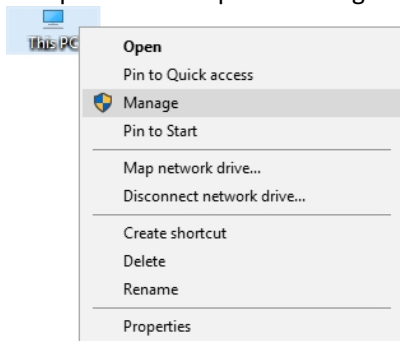 This PC
Open
Pin to Quick access
Manage
Pin to Start
Map network drive...
Disconnect network drive...
Create shortcut
Delete
Rename
Properties